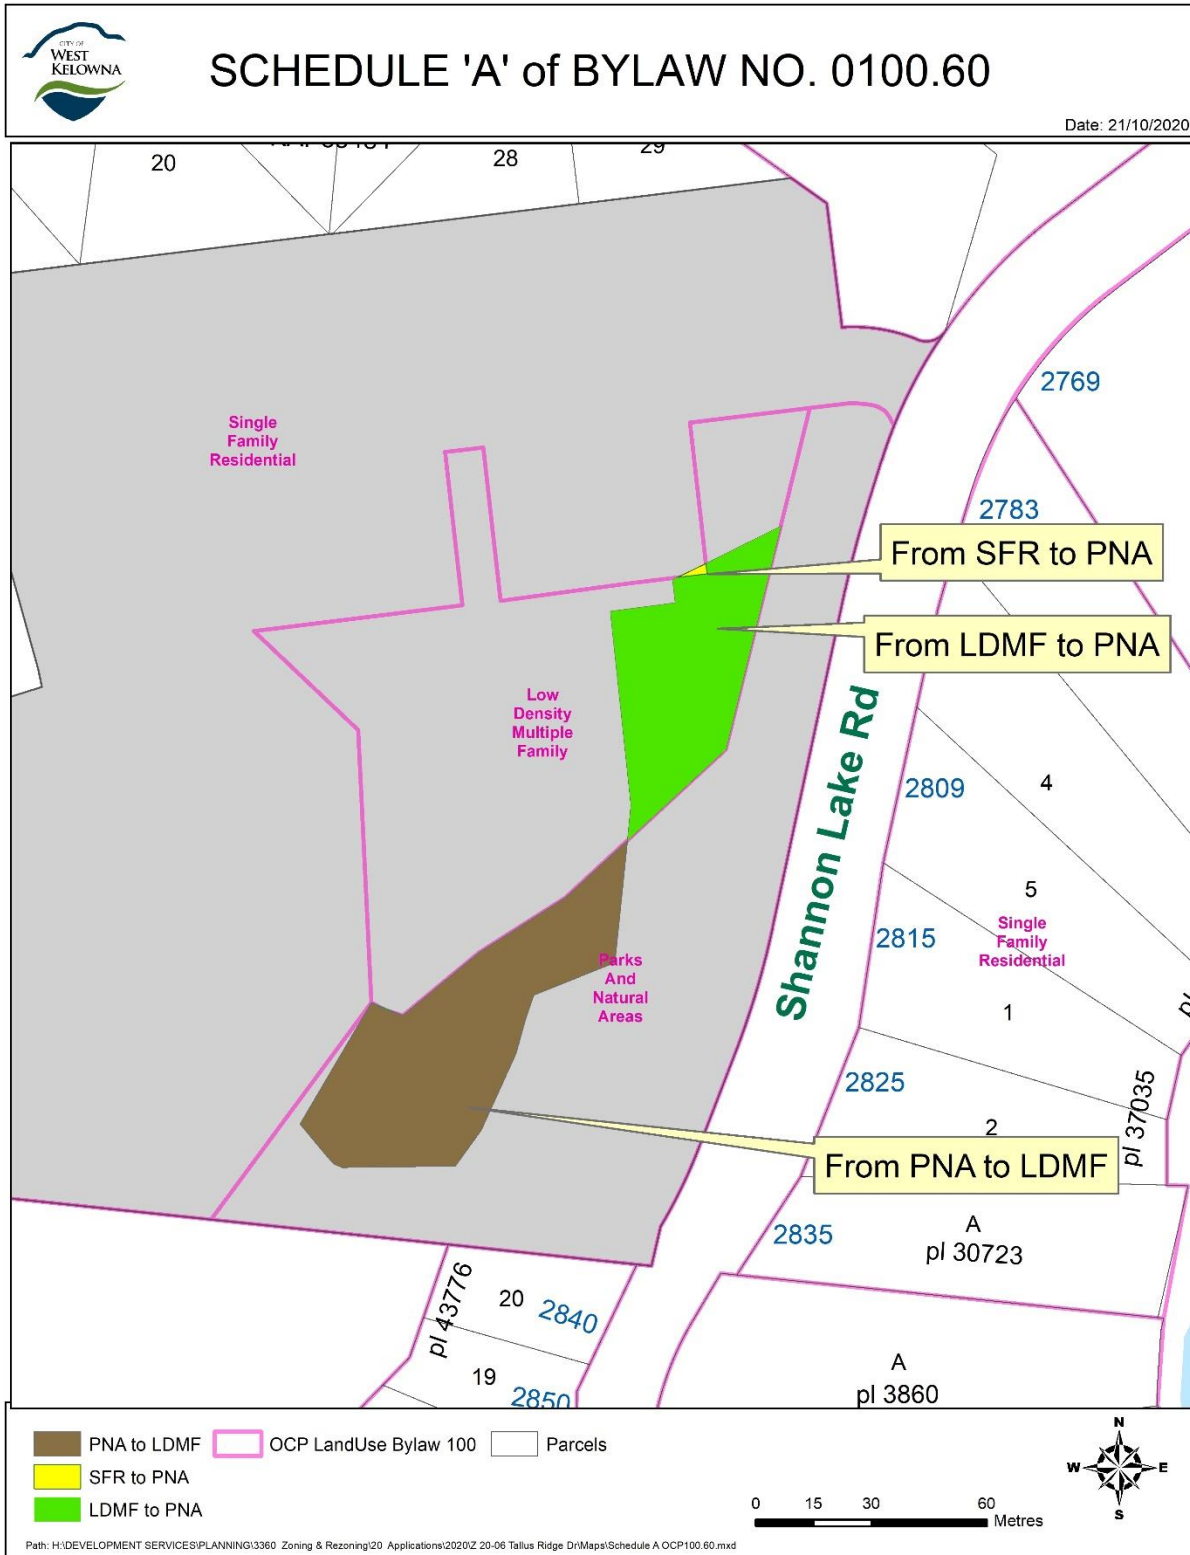 CITY OF
WEST
KELOWNA
SCHEDULE 'A' of BYLAW NO. 0100.60
Date: 21/10/2020
20
28
29
2769
Single
Family
Residential
2783
From SFR to PNA
From LDMF to PNA
Low
Density
Multiple
Family
Shannon Lake Rd
2809
4
5
2815
Single
Family
Residential
Parks
And
Natural
Areas
1
pl
2825
2
pl 37035
From PNA to LDMF
2835
A
pl 30723
pl 43776
20
2840
19
2850
A
pl 3860
PNA to LDMF
OCP LandUse Bylaw 100
Parcels
SFR to PNA
LDMF to PNA
N
W
E
S
0 15 30 60
Metres
Path: H:\DEVELOPMENT SERVICES\PLANNING\3360 Zoning & Rezoning\20 Applications\2020\Z 20-06 Tallus Ridge Dr\Maps\Schedule A OCP100.60.mxd